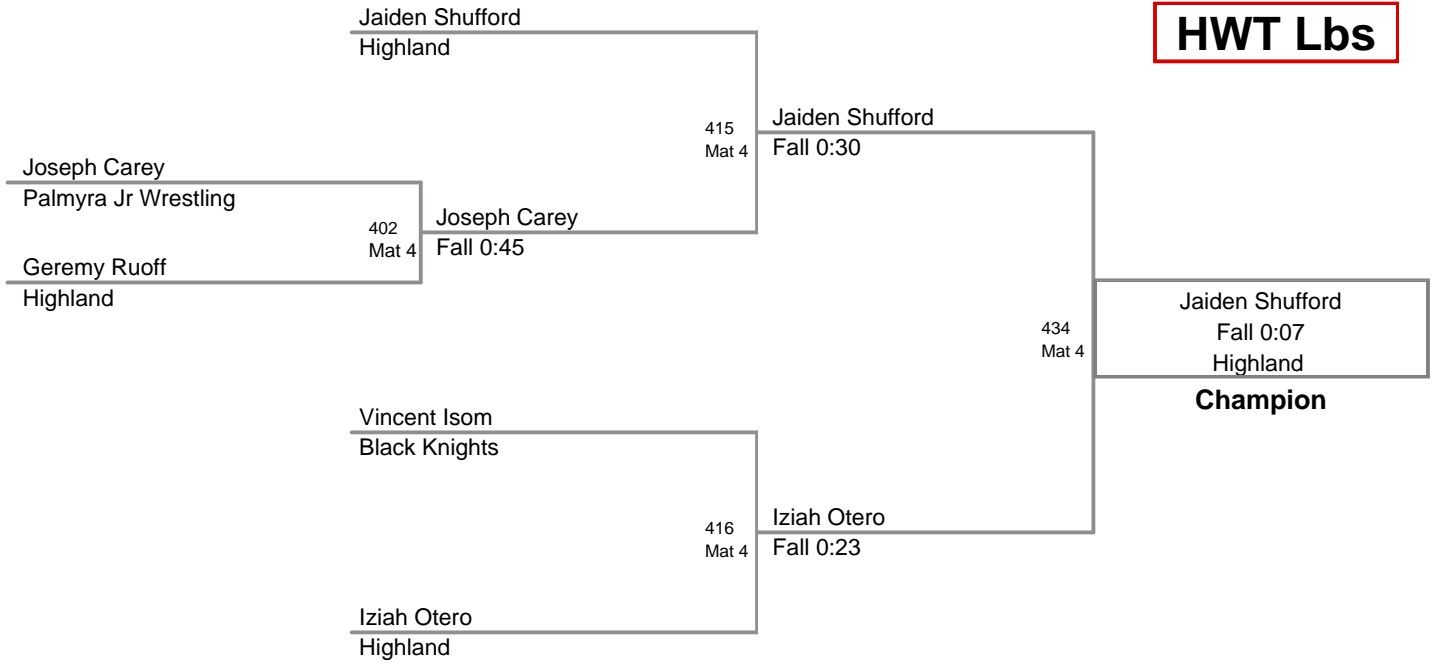 Jaiden Shufford
Highland
HWT Lbs
415
Mat 4
Jaiden Shufford
Fall 0:30
Joseph Carey
Palmyra Jr Wrestling
402
Mat 4
Joseph Carey
Fall 0:45
Geremy Ruoff
Highland
434
Mat 4
Jaiden Shufford
Fall 0:07
Highland
Champion
Vincent Isom
Black Knights
416
Mat 4
Iziah Otero
Fall 0:23
Iziah Otero
Highland